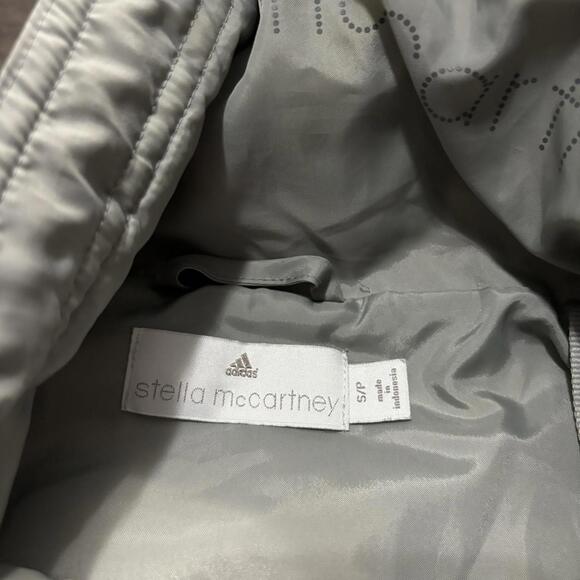 adidas
stella mccartney
S/P
made
in
indonesia